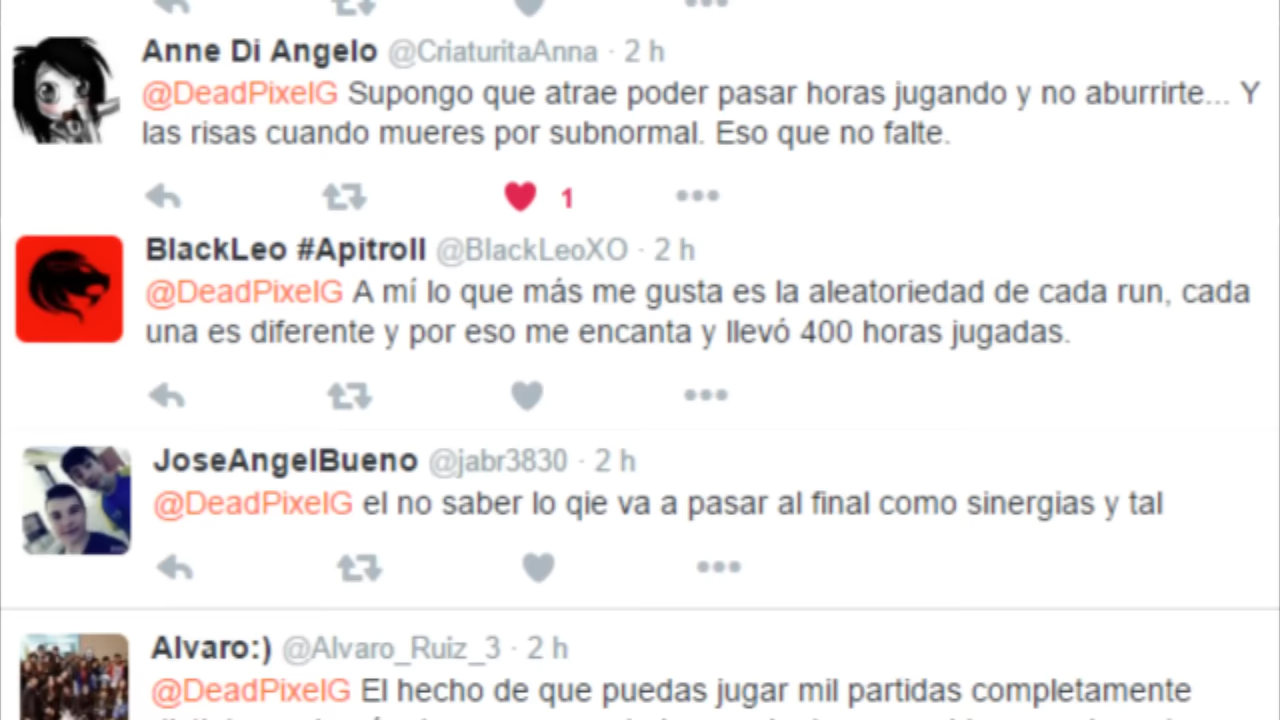 Anne Di Angelo @CriaturitaAnna · 2 h
@DeadPixelG Supongo que atrae poder pasar horas jugando y no aburrirte... Y
las risas cuando mueres por subnormal. Eso que no falte.
1
BlackLeo #Apitroll @BlackLeoXO · 2 h
@DeadPixelG A mí lo que más me gusta es la aleatoriedad de cada run, cada
una es diferente y por eso me encanta y llevó 400 horas jugadas.
JoseAngelBueno @jabr3830 · 2 h
@DeadPixelG el no saber lo qie va a pasar al final como sinergias y tal
Alvaro:) @Alvaro_Ruiz_3 · 2 h
@DeadPixelG El hecho de que puedas jugar mil partidas completamente